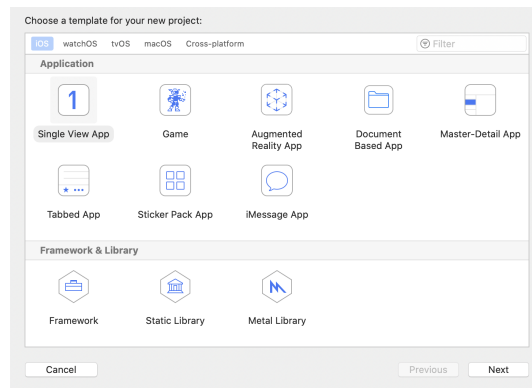 Choose a template for your new project:
iOS watchOS tvOS macOS Cross-platform Filter
Application
1
Single View App Game Augmented Reality App Document Based App Master-Detail App
Tabbed App Sticker Pack App iMessage App
Framework & Library
Framework Static Library Metal Library
Cancel Previous Next